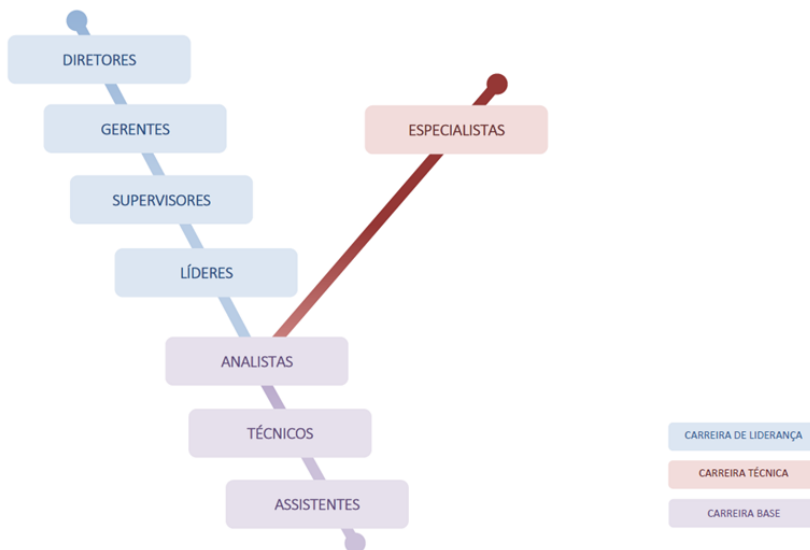 DIRETORES
GERENTES
ESPECIALISTAS
SUPERVISORES
LÍDERES
ANALISTAS
TÉCNICOS
ASSISTENTES
CARREIRA DE LIDERANÇA
CARREIRA TÉCNICA
CARREIRA BASE